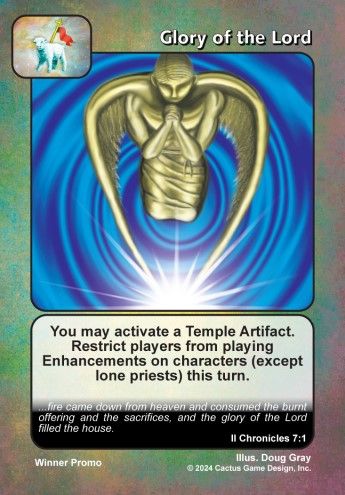 Glory of the Lord
You may activate a Temple Artifact.
Restrict players from playing
Enhancements on characters (except
lone priests) this turn.
...fire came down from heaven and consumed the burnt
offering and the sacrifices, and the glory of the Lord
filled the house.
II Chronicles 7:1
Winner Promo
Illus. Doug Gray
© 2024 Cactus Game Design, Inc.